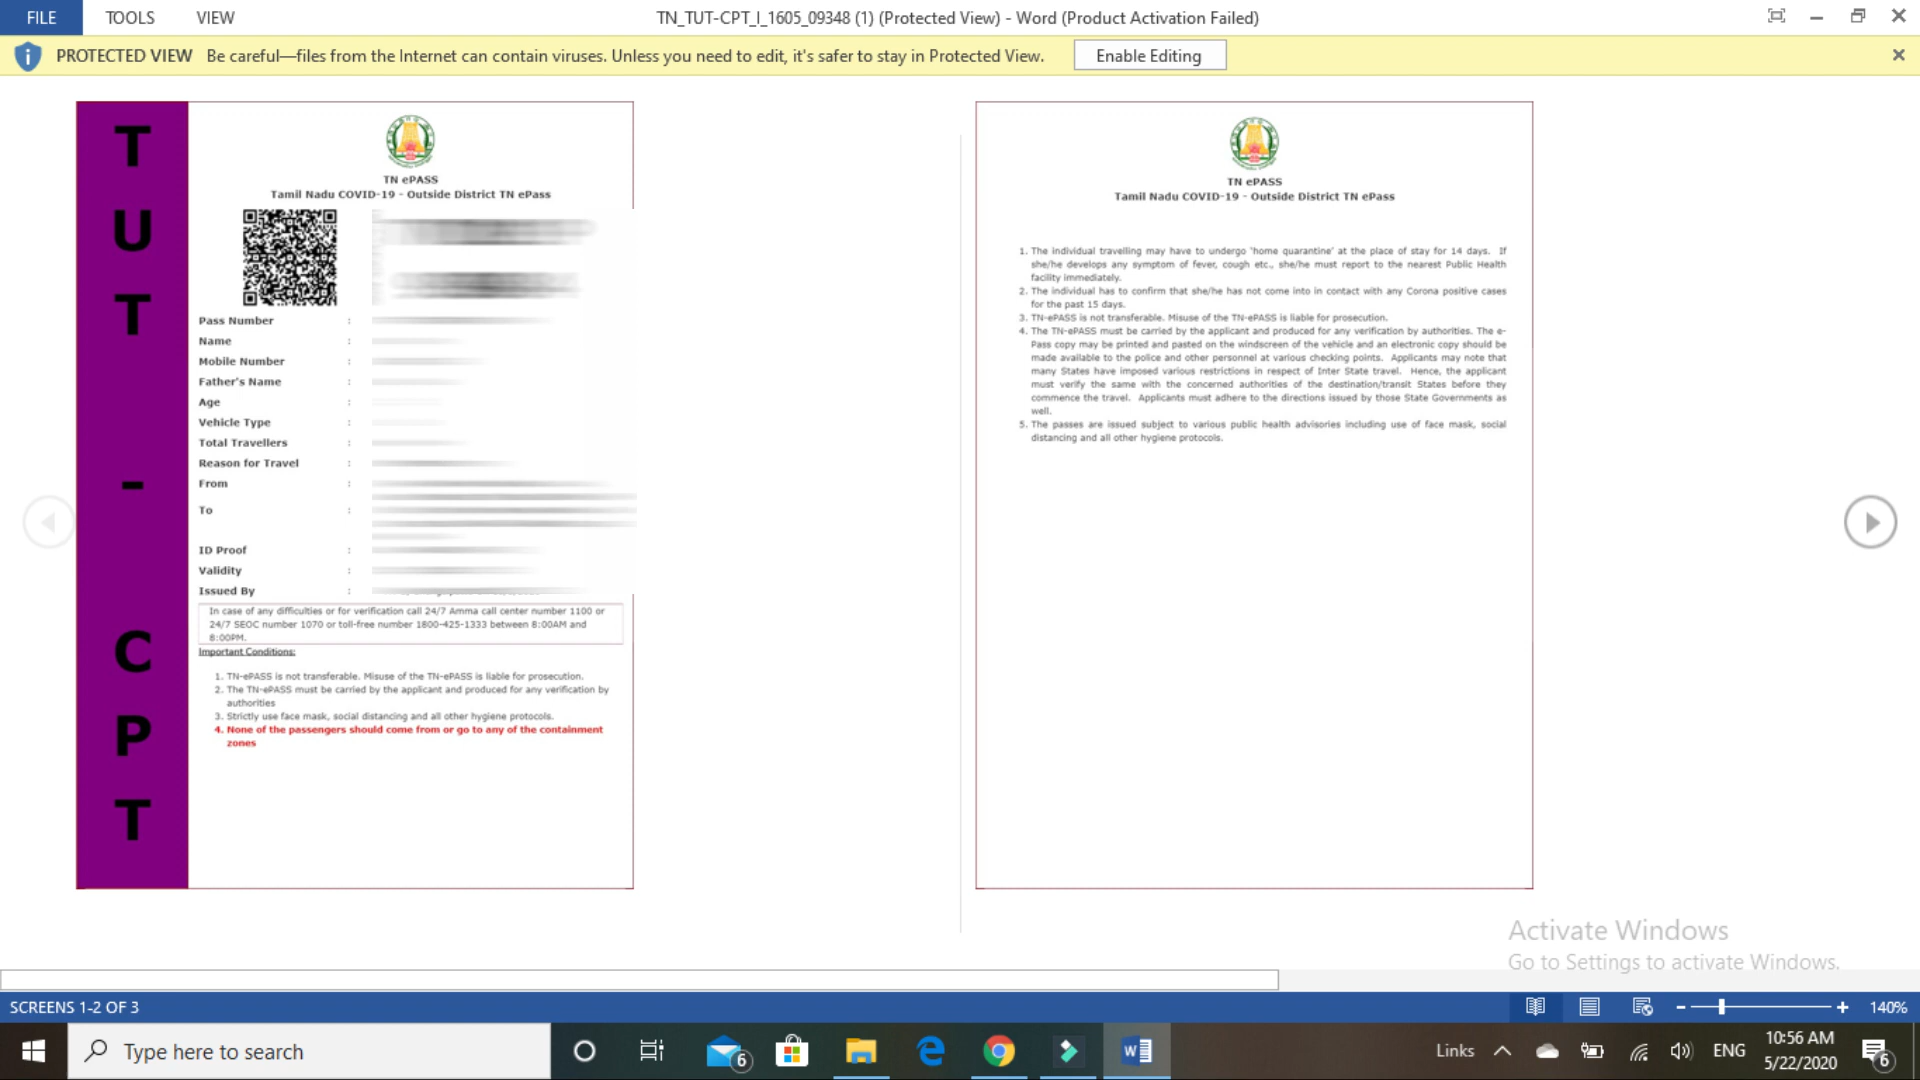 FILE TOOLS VIEW TN_TUT-CPT_I_1605_09348 (1) (Protected View) - Word (Product Activation Failed)
PROTECTED VIEW Be careful—files from the Internet can contain viruses. Unless you need to edit, it's safer to stay in Protected View. Enable Editing
T
U
T
-
C
P
T
TN ePASS
Tamil Nadu COVID-19 - Outside District TN ePass
Pass Number :
Name :
Mobile Number :
Father's Name :
Age :
Vehicle Type :
Total Travellers :
Reason for Travel :
From :
To :
ID Proof :
Validity :
Issued By :
In case of any difficulties or for verification call 24/7 Amma call center number 1100 or
24/7 SEOC number 1070 or toll-free number 1800-425-1333 between 8:00AM and
8:00PM.
Important Conditions:
1. TN-ePASS is not transferable. Misuse of the TN-ePASS is liable for prosecution.
2. The TN-ePASS must be carried by the applicant and produced for any verification by
authorities
3. Strictly use face mask, social distancing and all other hygiene protocols.
4. None of the passengers should come from or go to any of the containment
zones
TN ePASS
Tamil Nadu COVID-19 - Outside District TN ePass
1. The individual travelling may have to undergo 'home quarantine' at the place of stay for 14 days. If
she/he develops any symptom of fever, cough etc., she/he must report to the nearest Public Health
facility immediately.
2. The individual has to confirm that she/he has not come into in contact with any Corona positive cases
for the past 15 days.
3. TN-ePASS is not transferable. Misuse of the TN-ePASS is liable for prosecution.
4. The TN-ePASS must be carried by the applicant and produced for any verification by authorities. The e-
Pass copy may be printed and pasted on the windscreen of the vehicle and an electronic copy should be
made available to the police and other personnel at various checking points. Applicants may note that
many States have imposed various restrictions in respect of Inter State travel. Hence, the applicant
must verify the same with the concerned authorities of the destination/transit States before they
commence the travel. Applicants must adhere to the directions issued by those State Governments as
well.
5. The passes are issued subject to various public health advisories including use of face mask, social
distancing and all other hygiene protocols.
Activate Windows
Go to Settings to activate Windows.
SCREENS 1-2 OF 3 140%
Type here to search 6 Links ENG 10:56 AM
5/22/2020 6